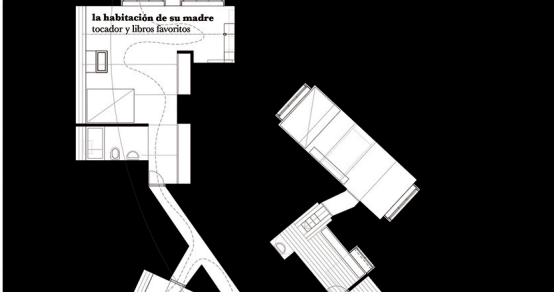 la habitación de su madre
tocador y libros favoritos